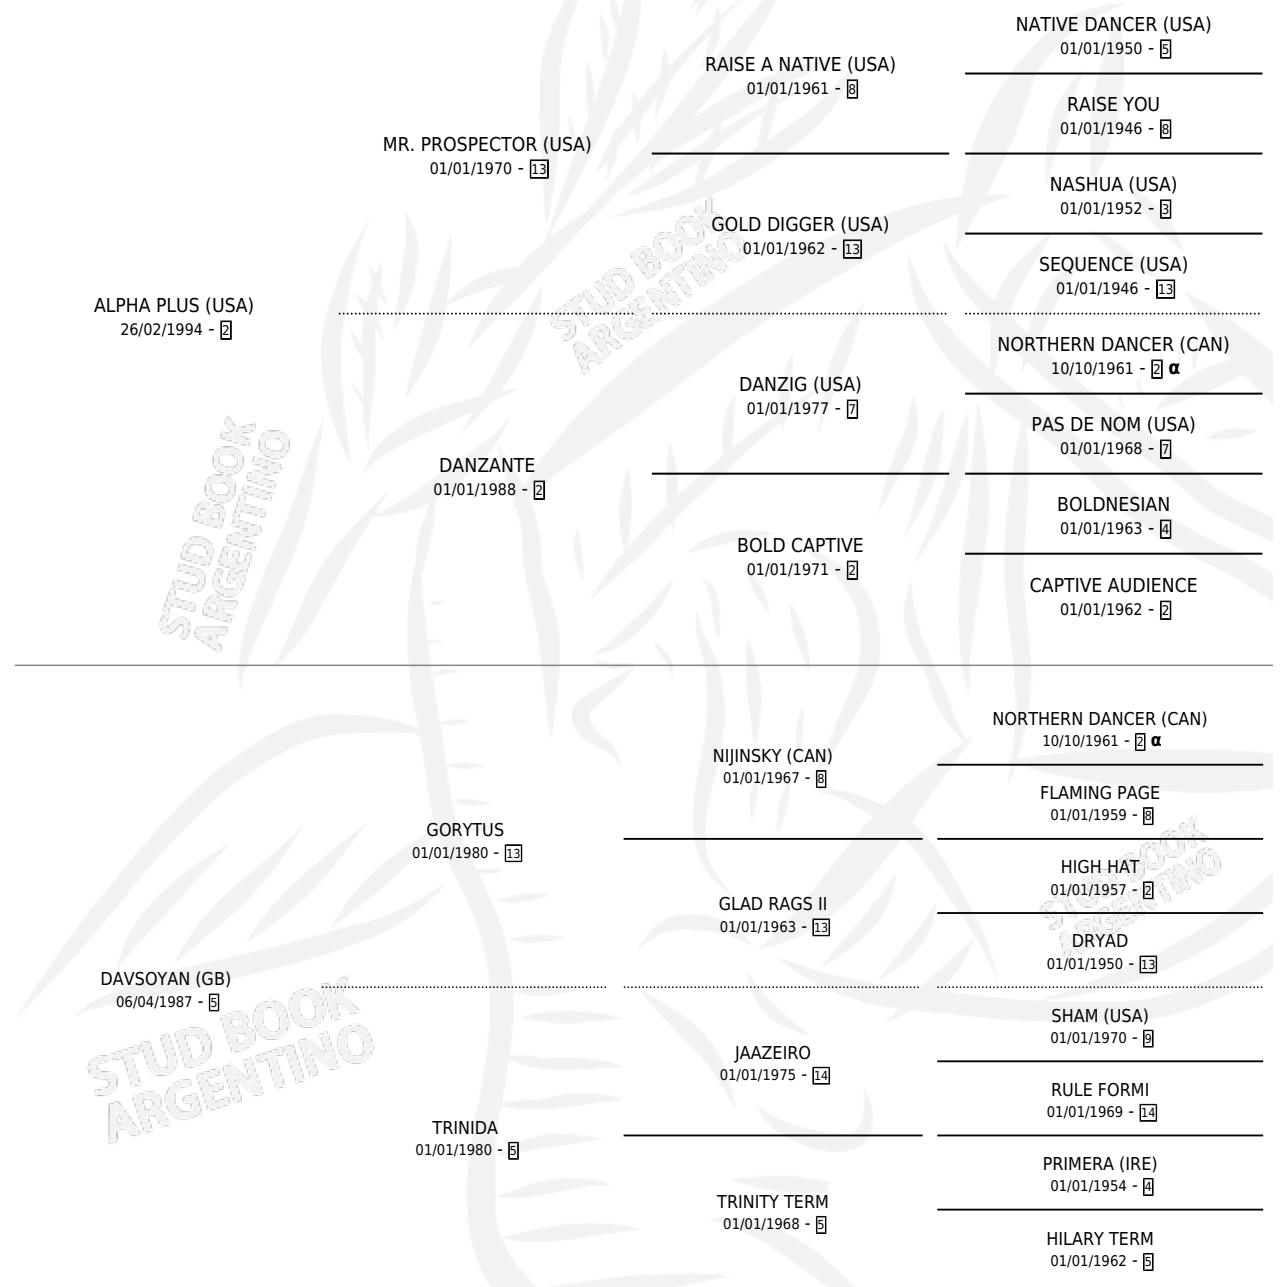 NATIVE DANCER (USA)
01/01/1950 - 5
RAISE A NATIVE (USA)
01/01/1961 - 8
RAISE YOU
01/01/1946 - 8
MR. PROSPECTOR (USA)
01/01/1970 - 13
NASHUA (USA)
01/01/1952 - 3
GOLD DIGGER (USA)
01/01/1962 - 13
SEQUENCE (USA)
01/01/1946 - 13
ALPHA PLUS (USA)
26/02/1994 - 2
STUD BOOK
ARGENTINO
NORTHERN DANCER (CAN)
10/10/1961 - 2 α
DANZIG (USA)
01/01/1977 - 7
PAS DE NOM (USA)
01/01/1968 - 7
DANZANTE
01/01/1988 - 2
BOLDNESIAN
01/01/1963 - 4
BOLD CAPTIVE
01/01/1971 - 2
CAPTIVE AUDIENCE
01/01/1962 - 2
STUD BOOK
ARGENTINO
NORTHERN DANCER (CAN)
10/10/1961 - 2 α
NIJINSKY (CAN)
01/01/1967 - 8
FLAMING PAGE
01/01/1959 - 8
GORYTUS
01/01/1980 - 13
HIGH HAT
01/01/1957 - 2
GLAD RAGS II
01/01/1963 - 13
DRYAD
01/01/1950 - 13
STUD BOOK
ARGENTINO
DAVSOYAN (GB)
06/04/1987 - 5
SHAM (USA)
01/01/1970 - 9
JAAZEIRO
01/01/1975 - 14
RULE FORMI
01/01/1969 - 14
TRINIDA
01/01/1980 - 5
PRIMERA (IRE)
01/01/1954 - 4
TRINITY TERM
01/01/1968 - 5
HILARY TERM
01/01/1962 - 5
STUD BOOK
ARGENTINO